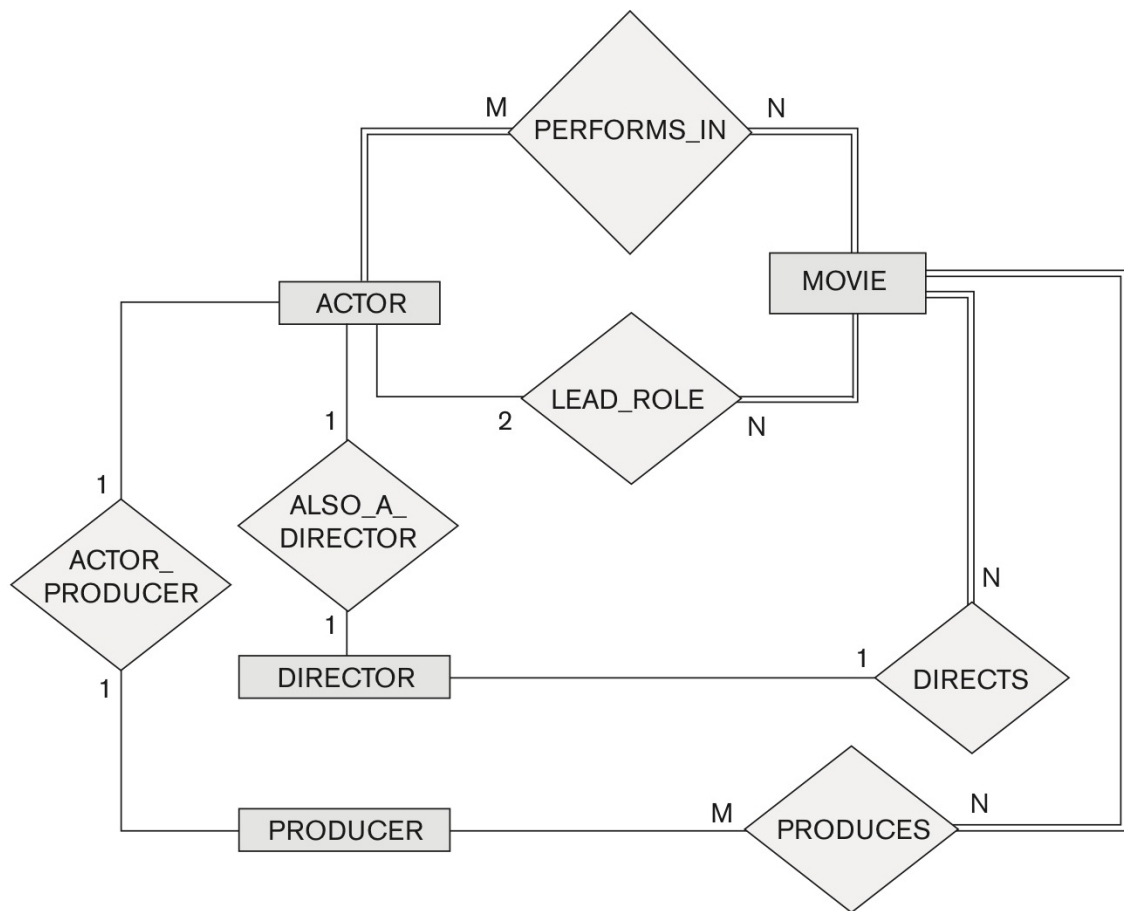 M
N
PERFORMS_IN
MOVIE
ACTOR
LEAD_ROLE
2
N
1
1
ALSO_A_
DIRECTOR
ACTOR_
PRODUCER
N
1
1
DIRECTOR
1
DIRECTS
1
PRODUCER
M
N
PRODUCES